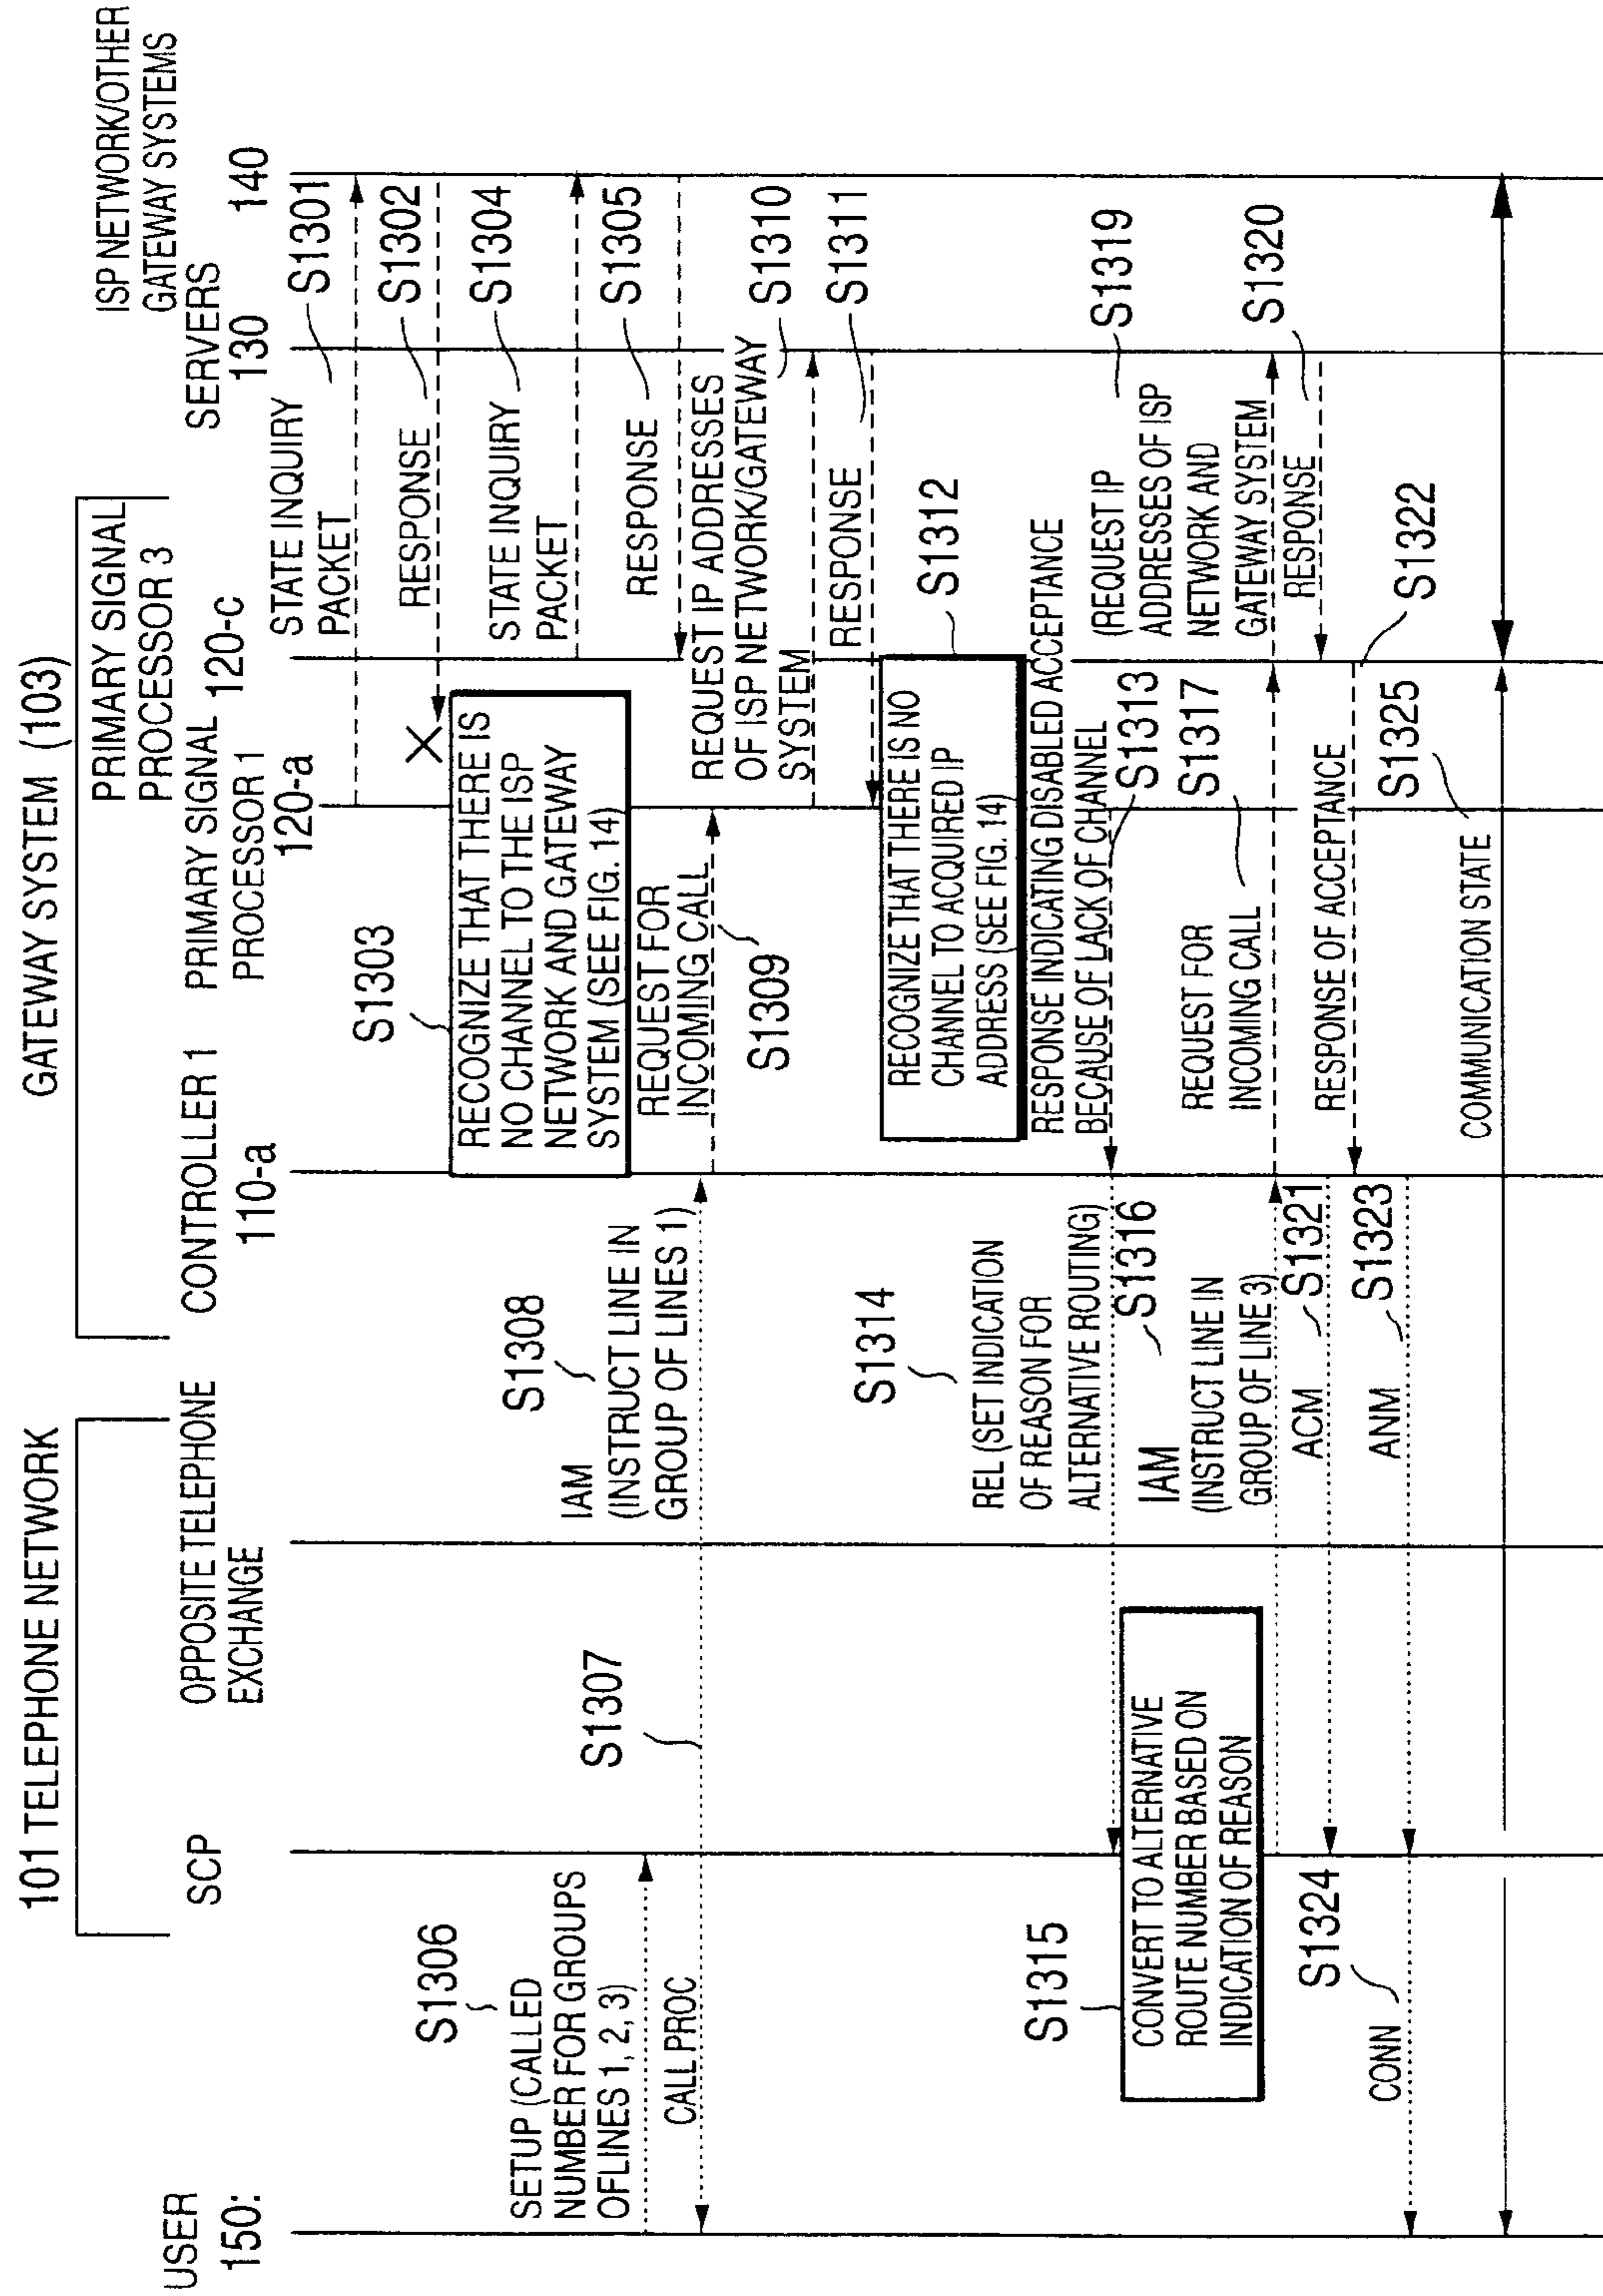 101 TELEPHONE NETWORK
GATEWAY SYSTEM (103)
USER
150:
SCP
OPPOSITE TELEPHONE
EXCHANGE
CONTROLLER 1
110-a
PRIMARY SIGNAL
PROCESSOR 1
120-a
PRIMARY SIGNAL
PROCESSOR 3
120-c
SERVERS
130
ISP NETWORK/OTHER
GATEWAY SYSTEMS
140
STATE INQUIRY
PACKET
S1301
RESPONSE
S1302
S1303
RECOGNIZE THAT THERE IS
NO CHANNEL TO THE ISP
NETWORK AND GATEWAY
SYSTEM (SEE FIG. 14)
STATE INQUIRY
PACKET
S1304
RESPONSE
S1305
S1306
SETUP (CALLED
NUMBER FOR GROUPS
OFLINES 1, 2, 3)
CALL PROC
S1307
S1308
IAM
(INSTRUCT LINE IN
GROUP OF LINES 1)
REQUEST FOR
INCOMING CALL
S1309
REQUEST IP ADDRESSES
OF ISP NETWORK/GATEWAY
SYSTEM
S1310
RESPONSE
S1311
S1312
RECOGNIZE THAT THERE IS NO
CHANNEL TO ACQUIRED IP
ADDRESS (SEE FIG. 14)
RESPONSE INDICATING DISABLED ACCEPTANCE
BECAUSE OF LACK OF CHANNEL
S1313
S1314
REL (SET INDICATION
OF REASON FOR
ALTERNATIVE ROUTING)
S1315
CONVERT TO ALTERNATIVE
ROUTE NUMBER BASED ON
INDICATION OF REASON
S1316
IAM
(INSTRUCT LINE IN
GROUP OF LINE 3)
S1317
REQUEST FOR
INCOMING CALL
S1319
(REQUEST IP
ADDRESSES OF ISP
NETWORK AND
GATEWAY SYSTEM
S1320
RESPONSE
ACM
S1321
RESPONSE OF ACCEPTANCE
S1322
ANM
S1323
S1324
CONN
S1325
COMMUNICATION STATE